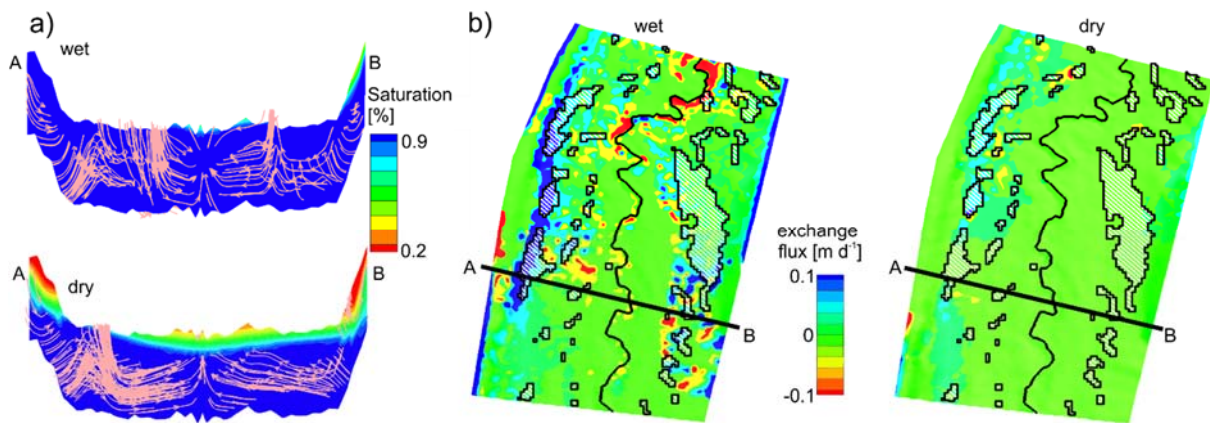 a)
wet
A
B
Saturation
[%]
0.9
0.2
A
B
dry
b)
wet
dry
A
B
exchange
flux [m d⁻¹]
0.1
0
-0.1
A
B